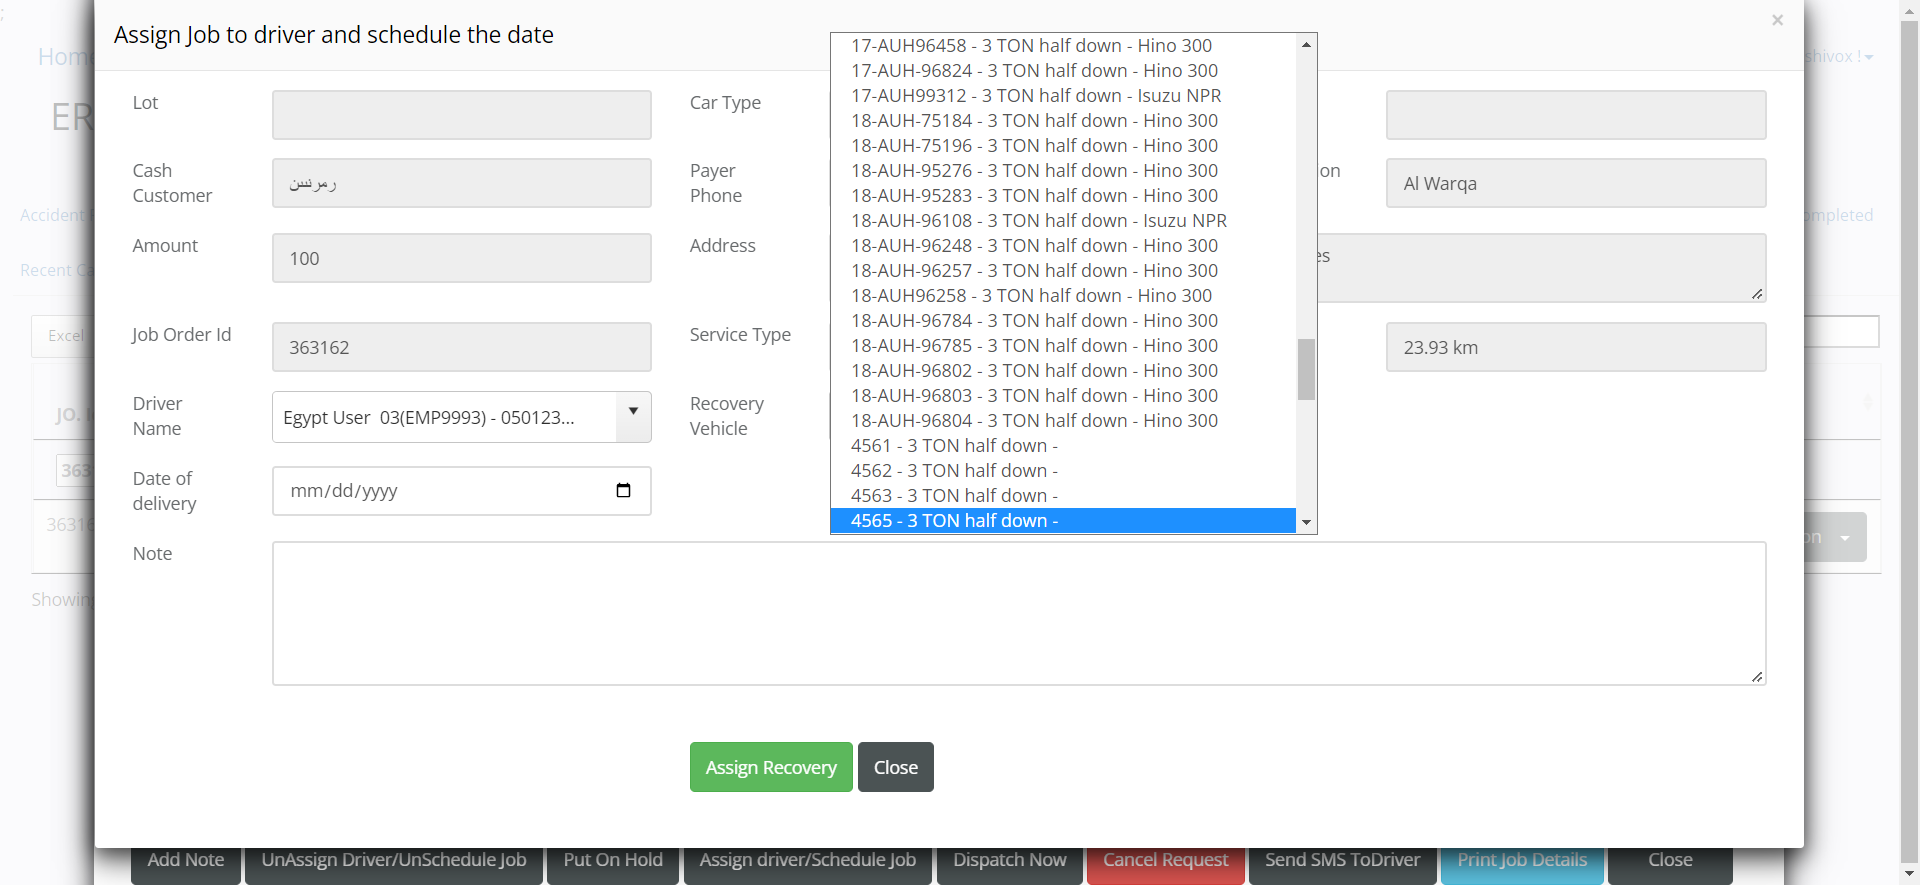 ;
Assign Job to driver and schedule the date
×
Home
shivox !
ER
Lot
Car Type
Cash
Customer
رمرنسن
Payer
Phone
on
Al Warqa
Accident
ompleted
Amount
100
Address
es
Recent Ca
Excel
Job Order Id
363162
Service Type
23.93 km
JO. I
Driver
Name
Egypt User 03(EMP9993) - 050123...
Recovery
Vehicle
363
Date of
delivery
mm/dd/yyyy
3631
on
Note
Showing
17-AUH96458 - 3 TON half down - Hino 300
17-AUH-96824 - 3 TON half down - Hino 300
17-AUH99312 - 3 TON half down - Isuzu NPR
18-AUH-75184 - 3 TON half down - Hino 300
18-AUH-75196 - 3 TON half down - Hino 300
18-AUH-95276 - 3 TON half down - Hino 300
18-AUH-95283 - 3 TON half down - Hino 300
18-AUH-96108 - 3 TON half down - Isuzu NPR
18-AUH-96248 - 3 TON half down - Hino 300
18-AUH-96257 - 3 TON half down - Hino 300
18-AUH96258 - 3 TON half down - Hino 300
18-AUH-96784 - 3 TON half down - Hino 300
18-AUH-96785 - 3 TON half down - Hino 300
18-AUH-96802 - 3 TON half down - Hino 300
18-AUH-96803 - 3 TON half down - Hino 300
18-AUH-96804 - 3 TON half down - Hino 300
4561 - 3 TON half down -
4562 - 3 TON half down -
4563 - 3 TON half down -
4565 - 3 TON half down -
Assign Recovery
Close
Add Note
UnAssign Driver/UnSchedule Job
Put On Hold
Assign driver/Schedule Job
Dispatch Now
Cancel Request
Send SMS ToDriver
Print Job Details
Close